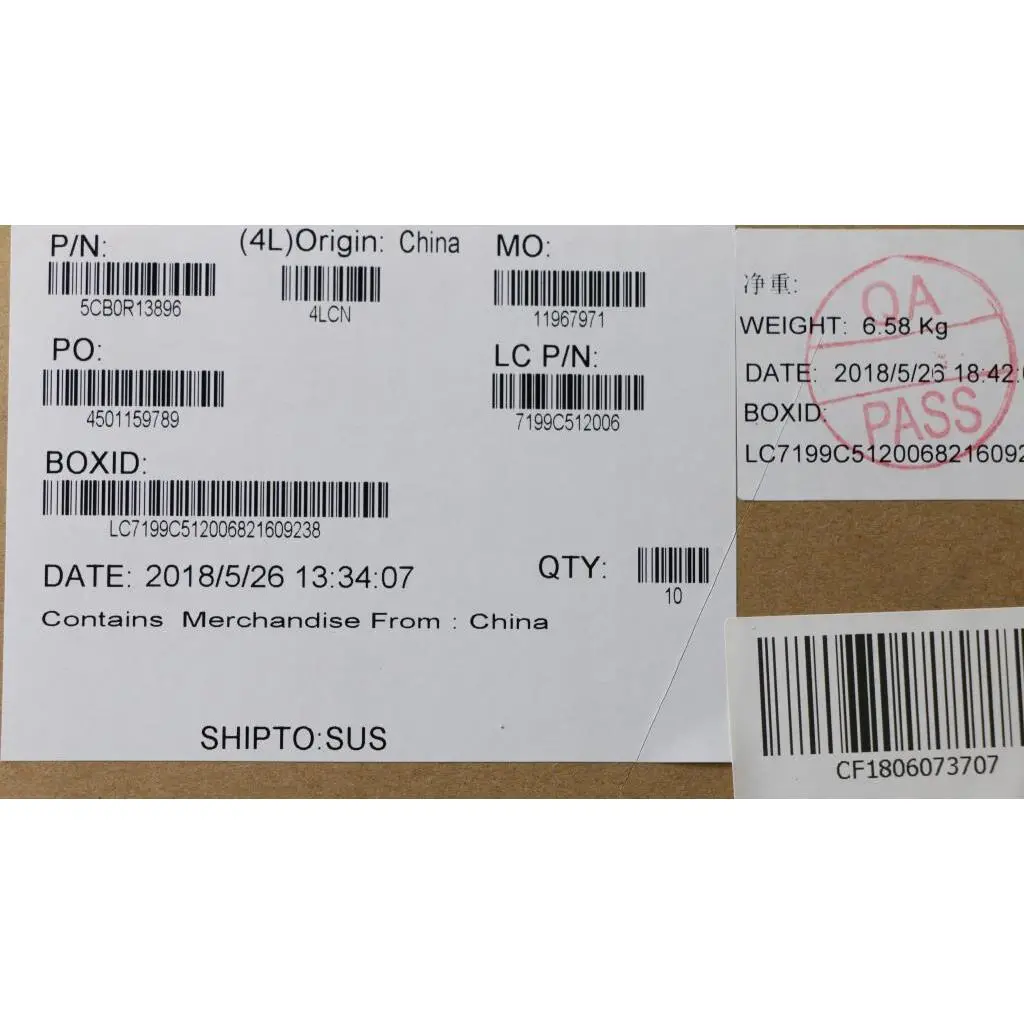 P/N:
5CB0R13896
(4L)Origin: China
4LCN
MO:
11967971
PO:
4501159789
LC P/N:
7199C512006
BOXID:
LC7199C512006821609238
DATE: 2018/5/26 13:34:07
QTY:
10
Contains Merchandise From : China
SHIPTO:SUS
净重:
WEIGHT: 6.58 Kg
DATE: 2018/5/26 18:42:
BOXID:
LC7199C5120068216092
QA
PASS
CF1806073707